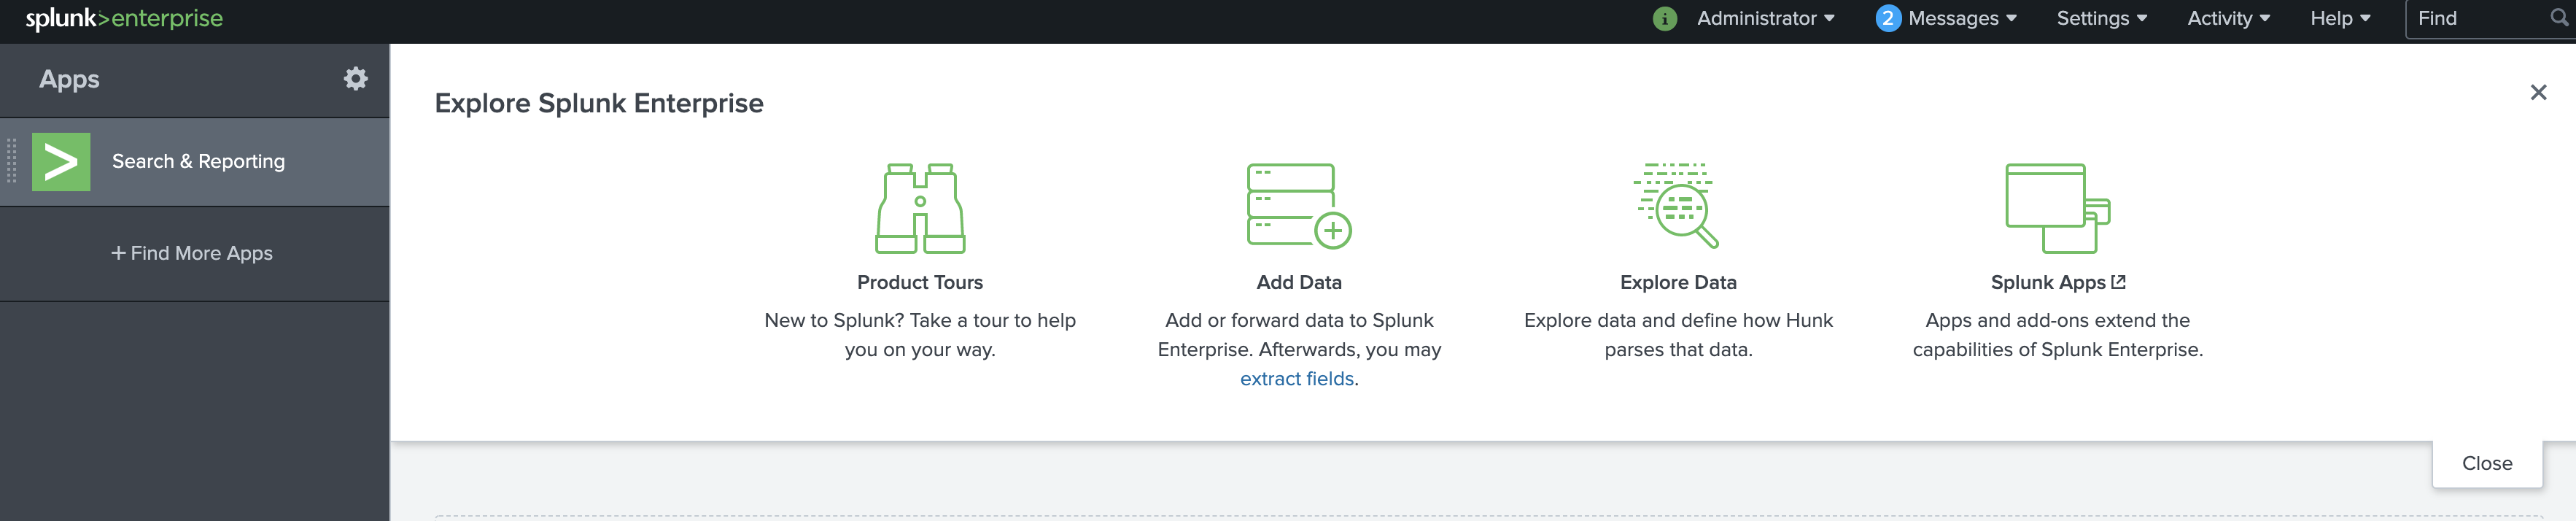 splunk>enterprise
i Administrator 2 Messages Settings Activity Help Find
Apps
Search & Reporting
+ Find More Apps
Explore Splunk Enterprise
Product Tours
New to Splunk? Take a tour to help
you on your way.
Add Data
Add or forward data to Splunk
Enterprise. Afterwards, you may
extract fields.
Explore Data
Explore data and define how Hunk
parses that data.
Splunk Apps
Apps and add-ons extend the
capabilities of Splunk Enterprise.
Close